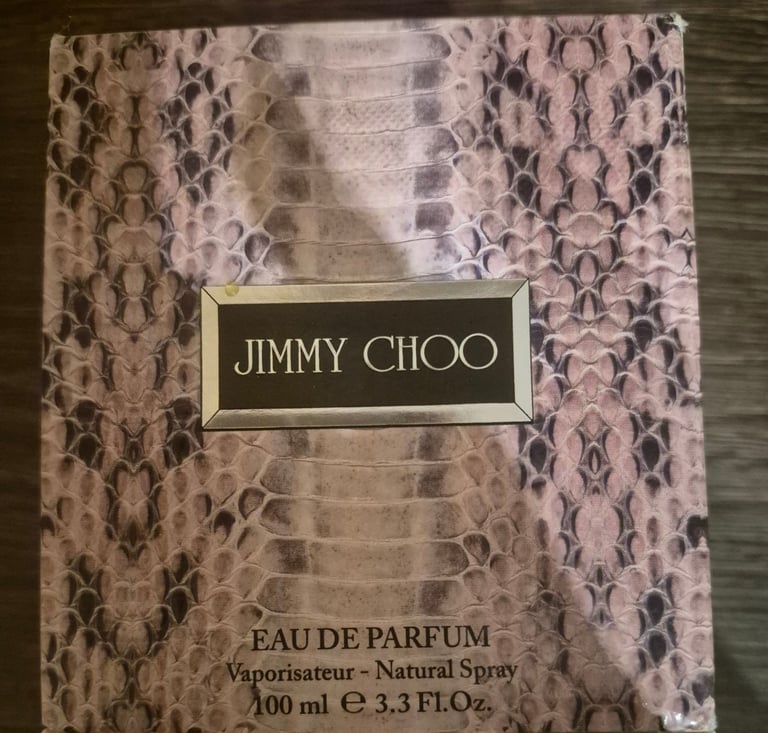 JIMMY CHOO
EAU DE PARFUM
Vaporisateur - Natural Spray
100 ml ℮ 3.3 Fl.Oz.